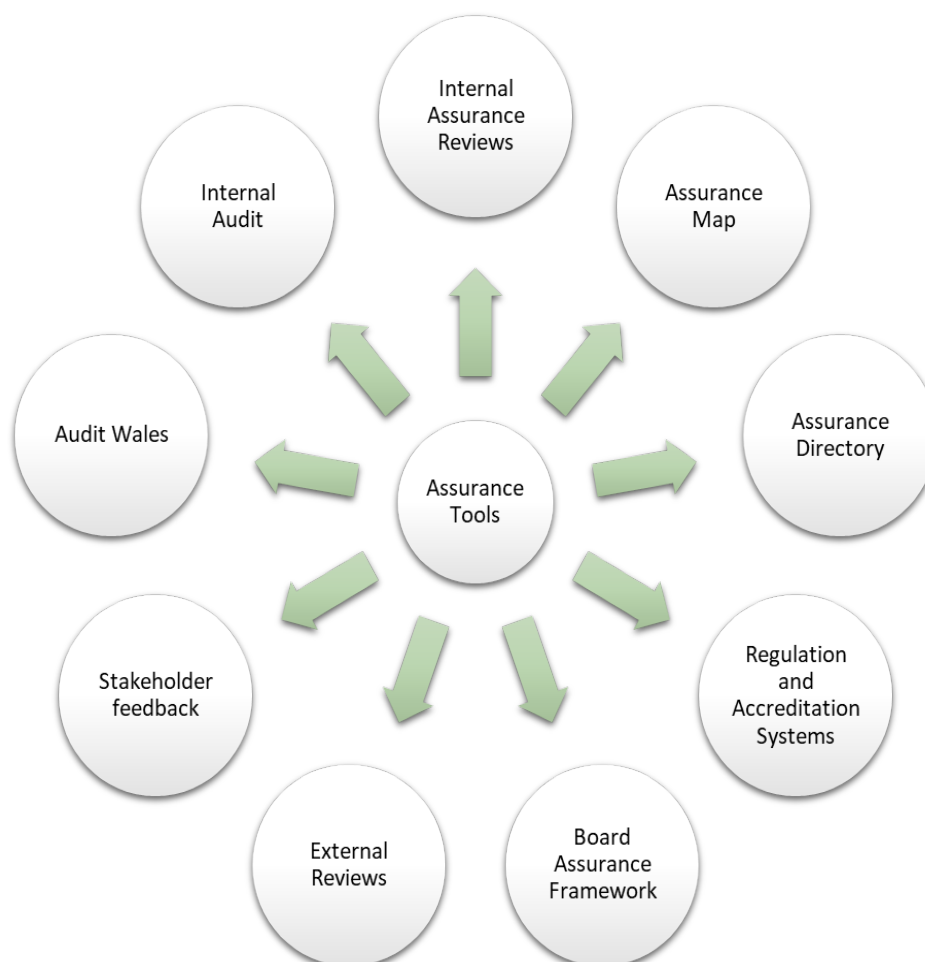 Internal
Assurance
Reviews
Assurance
Map
Assurance
Directory
Regulation
and
Accreditation
Systems
Board
Assurance
Framework
External
Reviews
Stakeholder
feedback
Audit Wales
Internal
Audit
Assurance
Tools